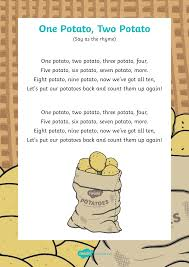 One Potato, Two Potato
(Say as the rhyme)
One potato, two potato, three potato, four,
Five potato, six potato, seven potato, more.
Eight potato, nine potato, now we've got all ten,
Let's put our potatoes back and count them up again!
One potato, two potato, three potato, four,
Five potato, six potato, seven potato, more.
Eight potato, nine potato, now we've got all ten,
Let's put our potatoes back and count them up again!
POTATOES